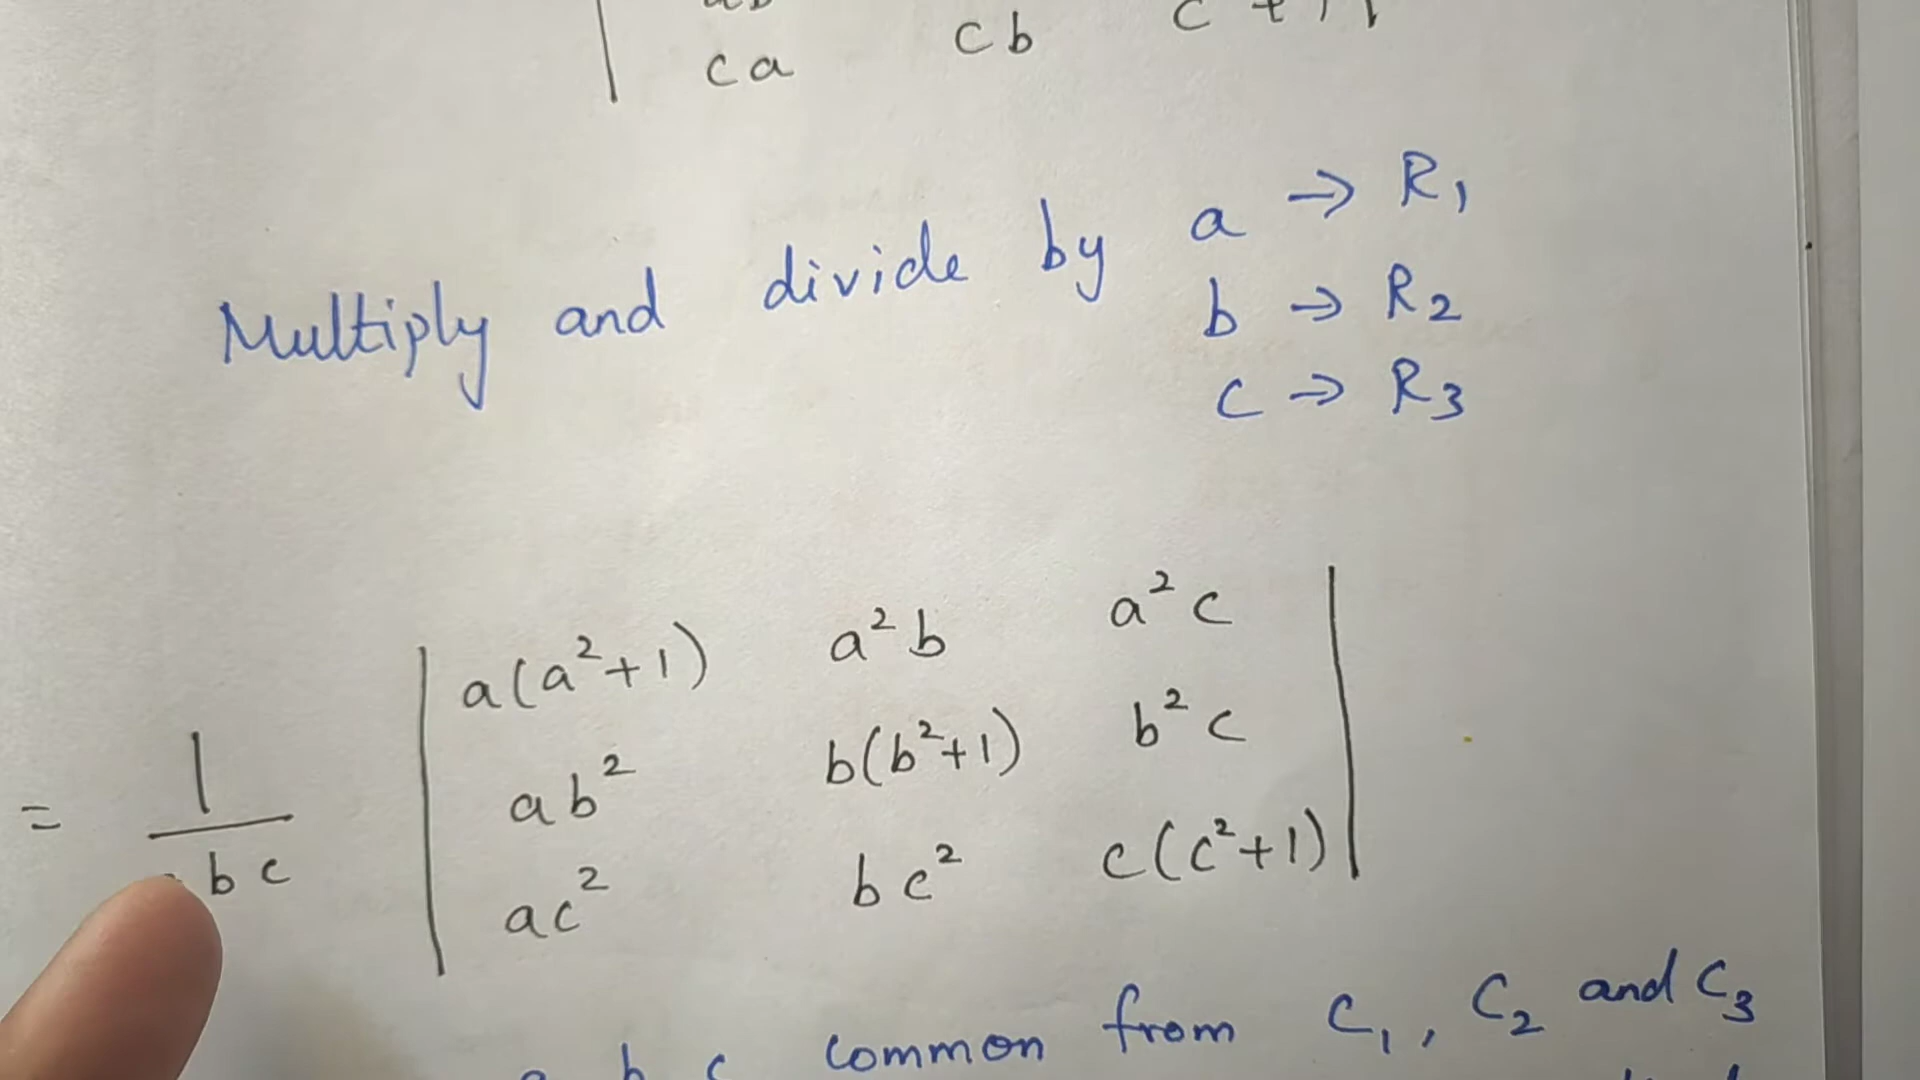 ca cb c
Multiply and divide by a → R₁
b → R₂
c → R₃
a(a²+1) a²b a²c
= 1/bc ab² b(b²+1) b²c
ac² bc² c(c²+1)
a b c common from C₁, C₂ and C₃